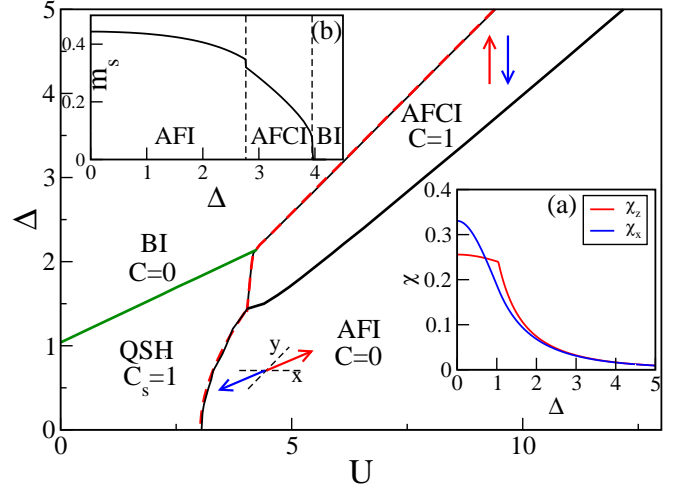 5
4
3
2
1
0
Δ
0
5
10
U
(b)
0.4
0.2
0
m_s
AFI
AFCI
BI
0
1
2
3
4
Δ
AFCI
C=1
BI
C=0
QSH
C_s=1
AFI
C=0
y
x
(a)
χ_z
χ_x
0.4
0.3
0.2
0.1
0
χ
0
1
2
3
4
5
Δ